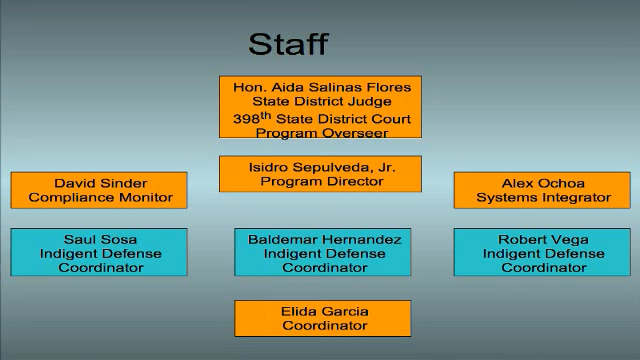 Staff
Hon. Aida Salinas Flores
State District Judge
398th State District Court
Program Overseer
Isidro Sepulveda, Jr.
Program Director
David Sinder
Compliance Monitor
Alex Ochoa
Systems Integrator
Saul Sosa
Indigent Defense
Coordinator
Baldemar Hernandez
Indigent Defense
Coordinator
Robert Vega
Indigent Defense
Coordinator
Elida Garcia
Coordinator